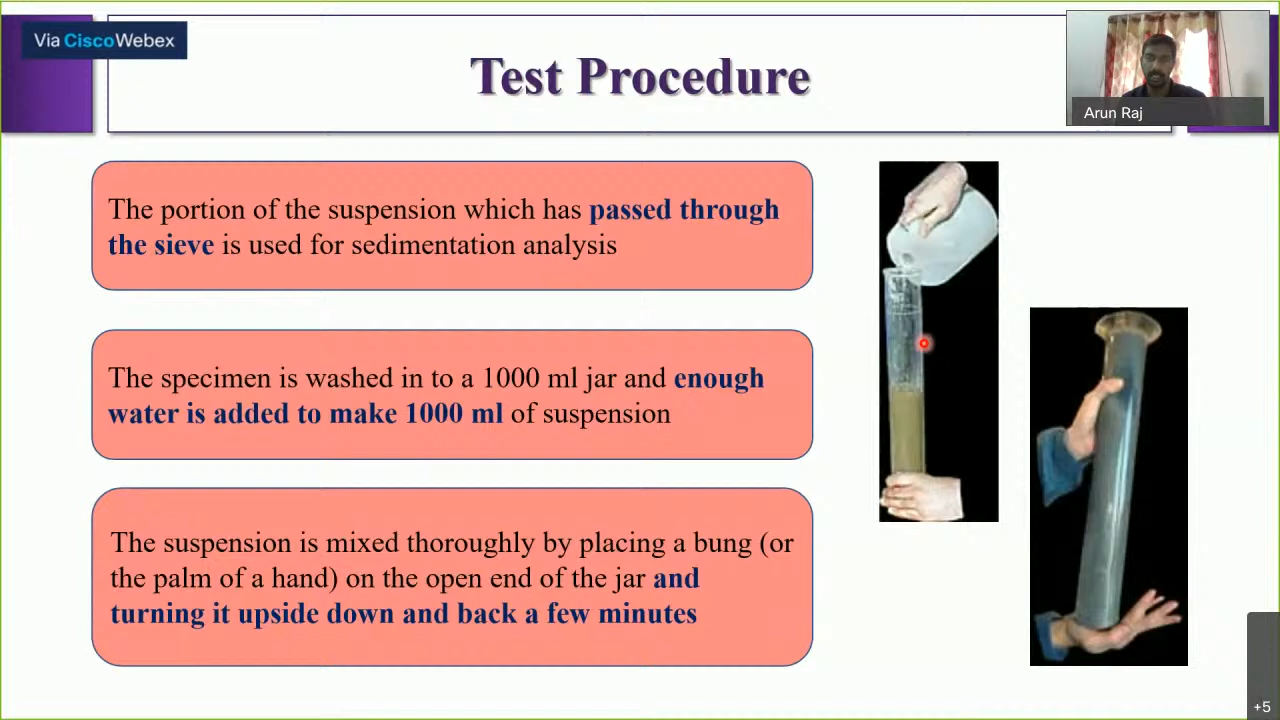 Via CiscoWebex
Test Procedure
Arun Raj
The portion of the suspension which has passed through
the sieve is used for sedimentation analysis
The specimen is washed in to a 1000 ml jar and enough
water is added to make 1000 ml of suspension
The suspension is mixed thoroughly by placing a bung (or
the palm of a hand) on the open end of the jar and
turning it upside down and back a few minutes
+5